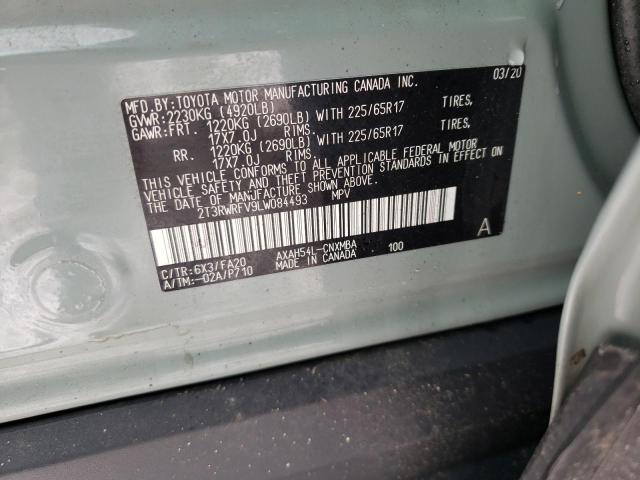 MFD.BY:TOYOTA MOTOR MANUFACTURING CANADA INC. 03/20
GVWR:2230KG (4920LB)
GAWR:FRT. 1220KG (2690LB) WITH 225/65R17 TIRES,
17X7.0J RIMS.
RR. 1220KG (2690LB) WITH 225/65R17 TIRES,
17X7.0J RIMS.
THIS VEHICLE CONFORMS TO ALL APPLICABLE FEDERAL MOTOR
VEHICLE SAFETY AND THEFT PREVENTION STANDARDS IN EFFECT ON
THE DATE OF MANUFACTURE SHOWN ABOVE.
2T3RWRFV9LW084493 MPV
A
C/TR:6X3/FA20 AXAH54L-CNXMBA 100
A/TM:-02A/P710 MADE IN CANADA